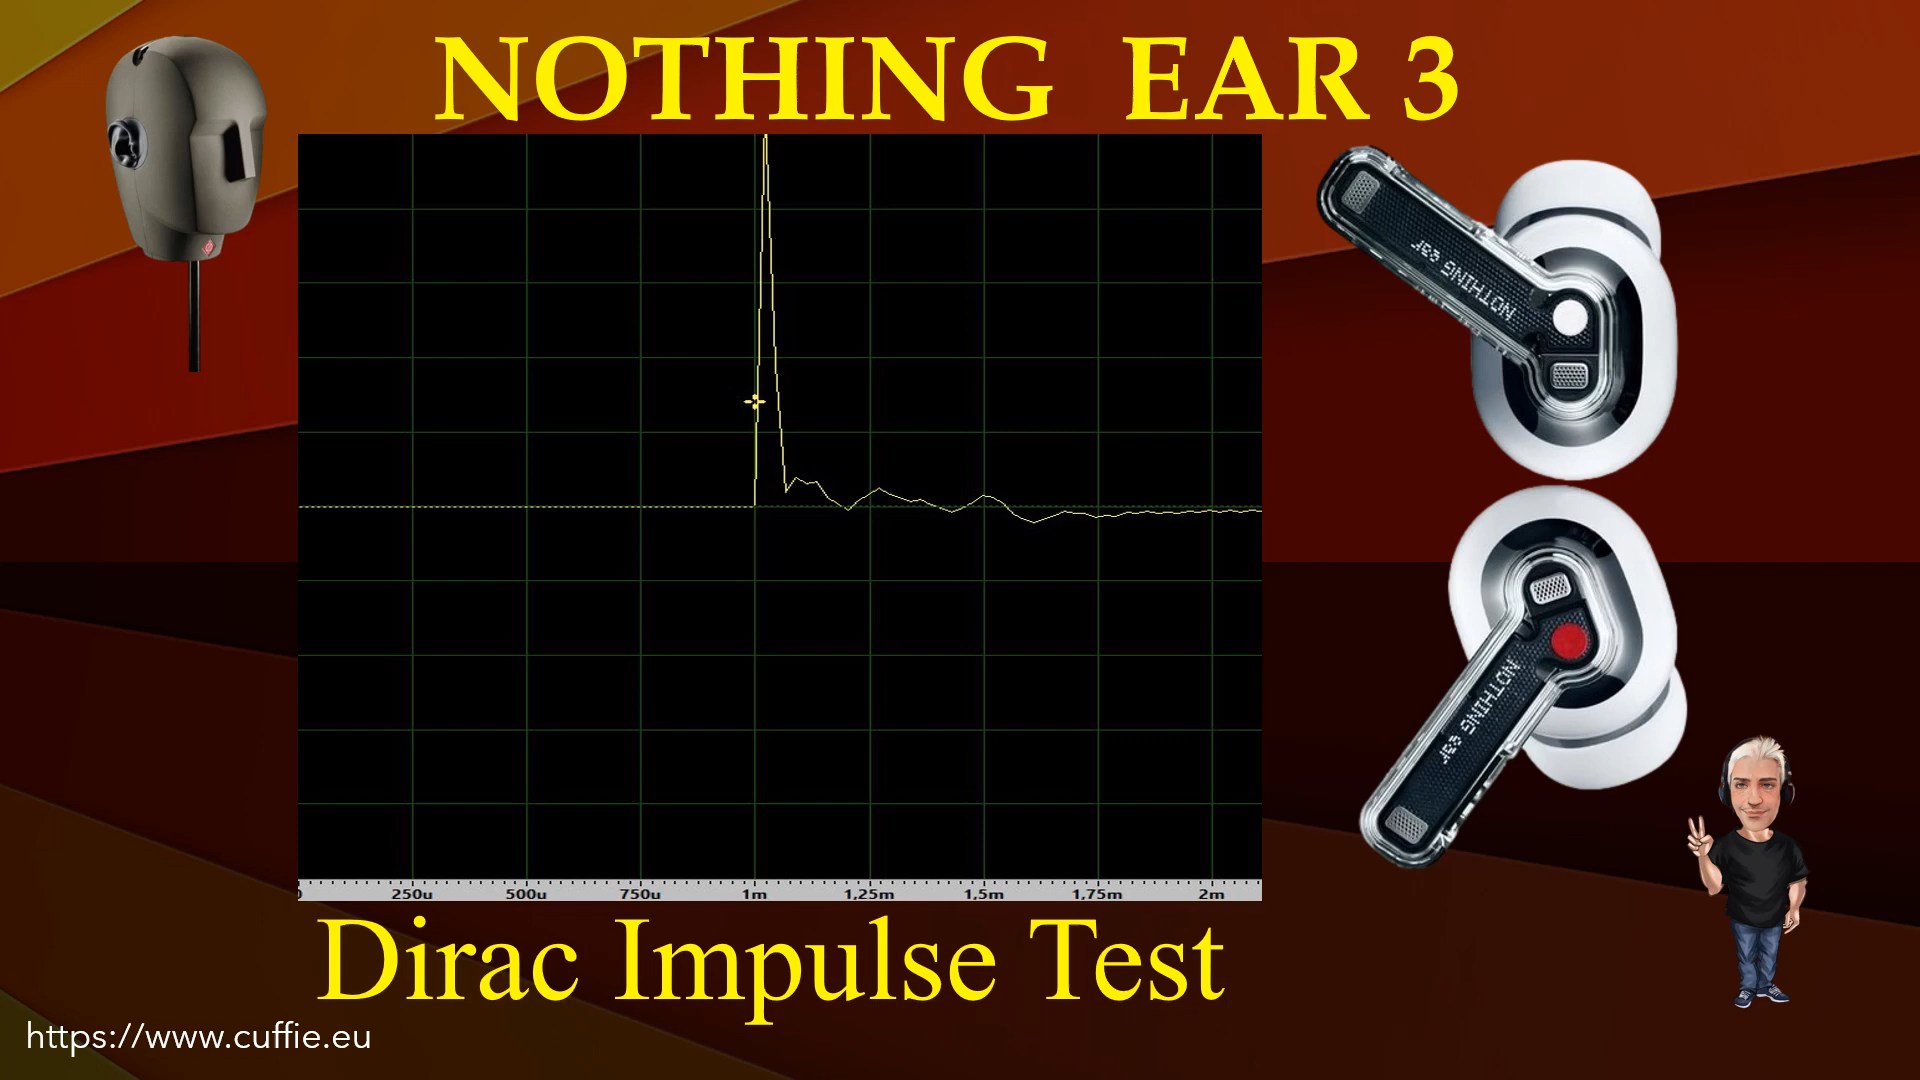 NOTHING EAR 3
NOTHING ear
250u 500u 750u 1m 1,25m 1,5m 1,75m 2m
NOTHING ear
Dirac Impulse Test
https://www.cuffie.eu